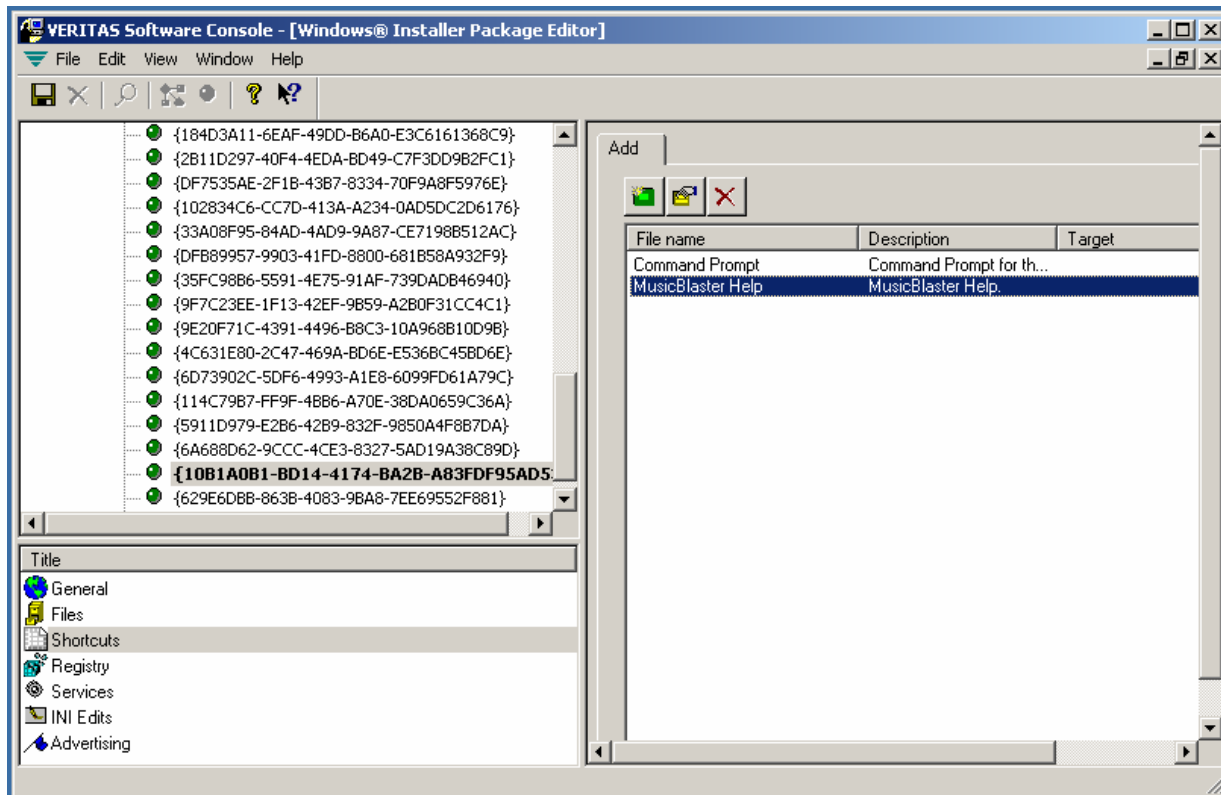 VERITAS Software Console - [Windows® Installer Package Editor]
File Edit View Window Help
{184D3A11-6EAF-49DD-B6A0-E3C6161368C9}
{2B11D297-40F4-4EDA-BD49-C7F3DD9B2FC1}
{DF7535AE-2F1B-43B7-8334-70F9A8F5976E}
{102834C6-CC7D-413A-A234-0AD5DC2D6176}
{33A08F95-84AD-4AD9-9A87-CE7198B512AC}
{DFB89957-9903-41FD-8800-681B58A932F9}
{35FC98B6-5591-4E75-91AF-739DADB46940}
{9F7C23EE-1F13-42EF-9B59-A2B0F31CC4C1}
{9E20F71C-4391-4496-B8C3-10A968B10D9B}
{4C631E80-2C47-469A-BD6E-E536BC45BD6E}
{6D73902C-5DF6-4993-A1E8-6099FD61A79C}
{114C79B7-FF9F-4BB6-A70E-38DA0659C36A}
{5911D979-E2B6-42B9-832F-9850A4F8B7DA}
{6A688D62-9CCC-4CE3-8327-5AD19A38C89D}
{10B1A0B1-BD14-4174-BA2B-A83FDF95AD5
{629E6DBB-863B-4083-9BA8-7EE69552F881}
Title
General
Files
Shortcuts
Registry
Services
INI Edits
Advertising
Add
File name Description Target
Command Prompt Command Prompt for th...
MusicBlaster Help MusicBlaster Help.